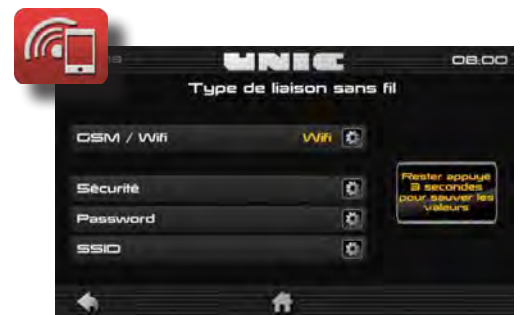 UNIC
08:00
Type de liaison sans fil
GSM / Wifi
Wifi
Sécurité
Password
SSID
Rester appuyé
3 secondes
pour sauver les
valeurs